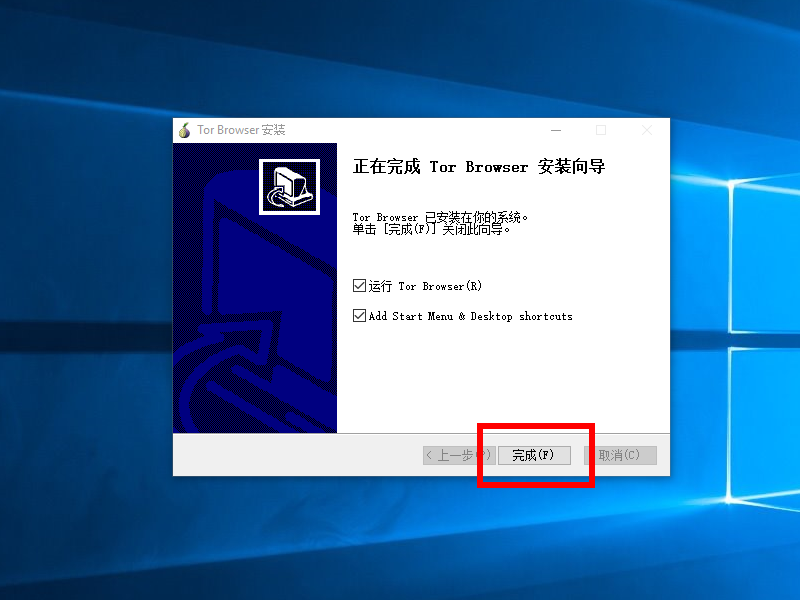 Tor Browser 安装
正在完成 Tor Browser 安装向导
Tor Browser 已安装在你的系统。
单击 [完成(F)] 关闭此向导。
运行 Tor Browser(R)
Add Start Menu & Desktop shortcuts
< 上一步(P) 完成(F) 取消(C)